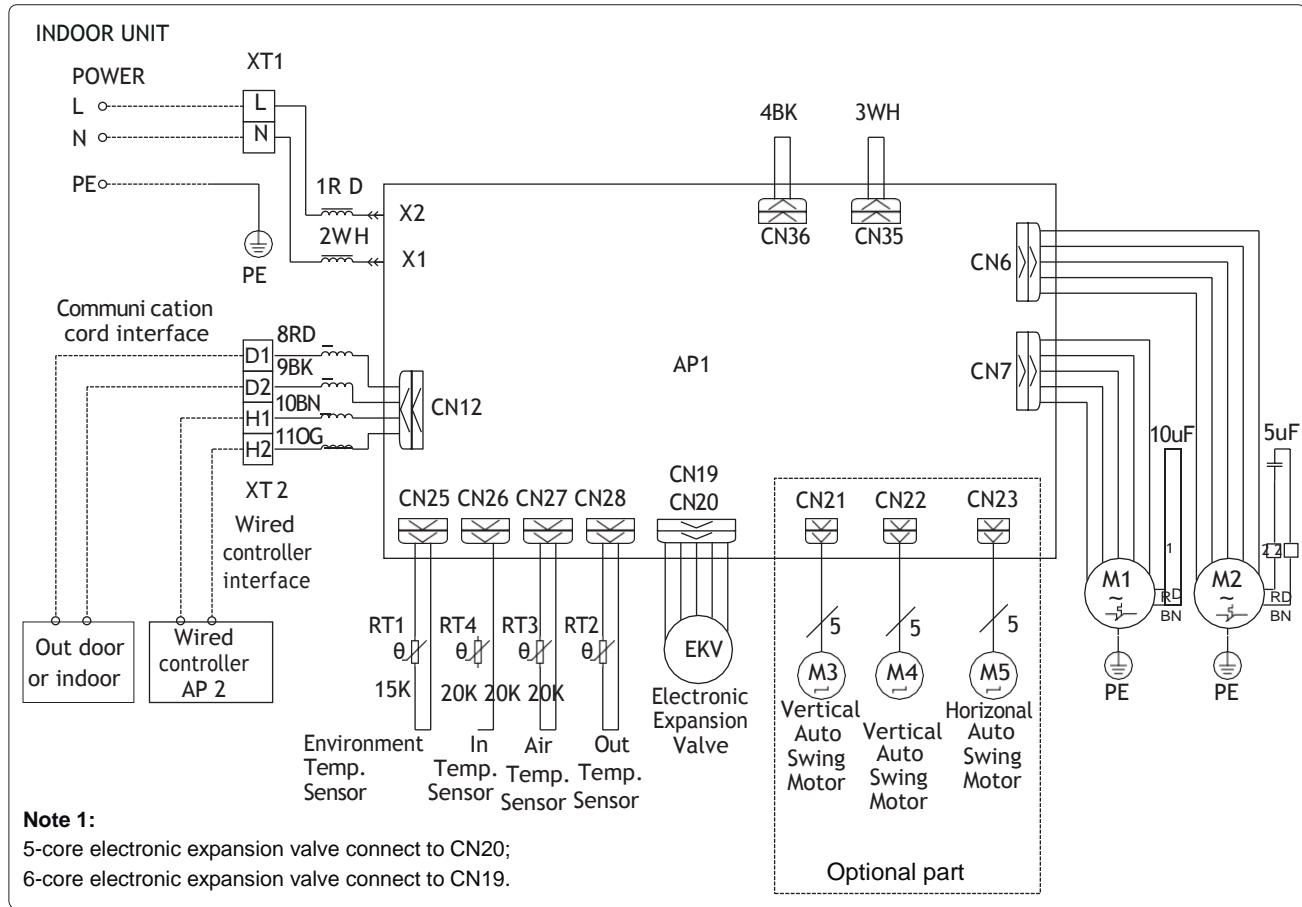 INDOOR UNIT
POWER
XT1
L
L
N
N
PE
PE
1R D
X2
2WH
X1
4BK
3WH
CN36
CN35
CN6
CN7
AP1
Communi cation
cord interface
8RD
D1
9BK
D2
10BN
H1
11OG
H2
CN12
XT 2
Wired
controller
interface
Out door
or indoor
Wired
controller
AP 2
CN25
CN26
CN27
CN28
CN19
CN20
CN21
CN22
CN23
RT1
RT4
RT3
RT2
θ
θ
θ
θ
15K
20K
20K
20K
Environment
Temp.
Sensor
In
Temp.
Sensor
Air
Temp.
Sensor
Out
Temp.
Sensor
EKV
Electronic
Expansion
Valve
5
5
5
M3
M4
M5
Vertical
Auto
Swing
Motor
Vertical
Auto
Swing
Motor
Horizonal
Auto
Swing
Motor
Optional part
10uF
5uF
1
2 2
M1
~
M2
~
RD
BN
RD
BN
PE
PE
Note 1:
5-core electronic expansion valve connect to CN20;
6-core electronic expansion valve connect to CN19.